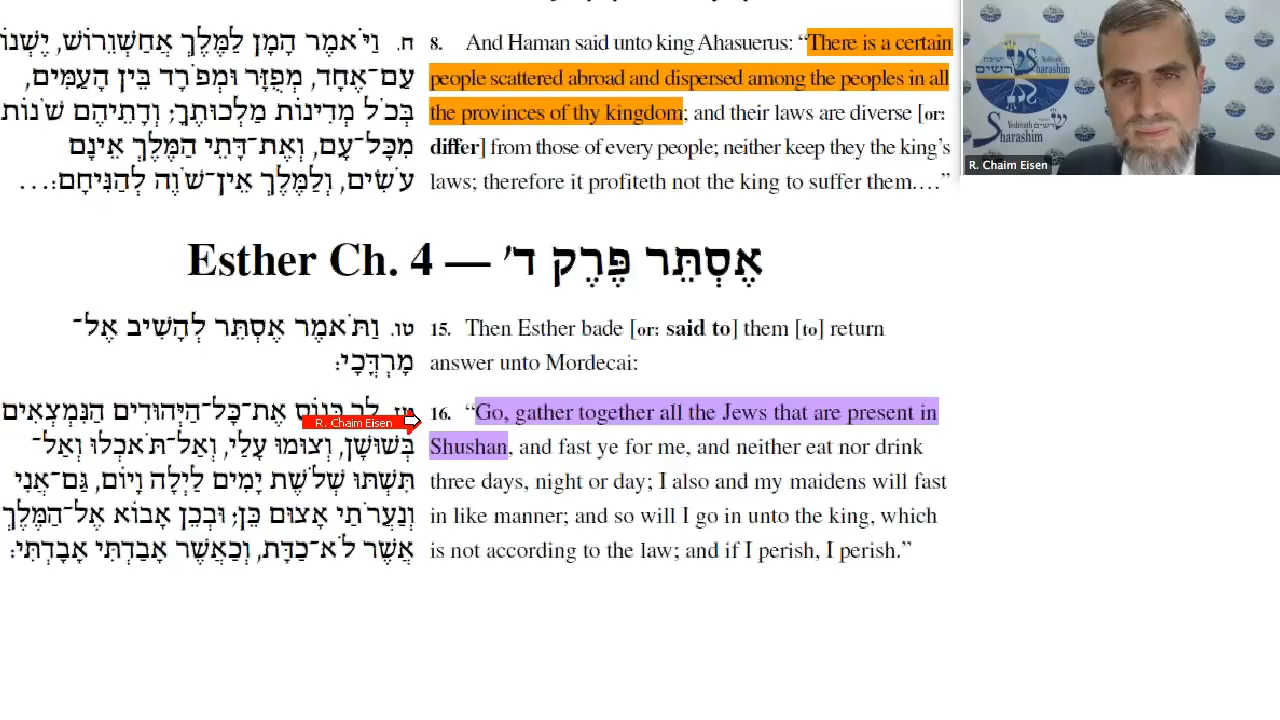 ח. וַיֹּאמֶר הָמָן לַמֶּלֶךְ אֲחַשְׁוֵרוֹשׁ, יֶשְׁנוֹ
עַם־אֶחָד, מְפֻזָּר וּמְפֹרָד בֵּין הָעַמִּים,
בְּכֹל מְדִינוֹת מַלְכוּתֶךָ; וְדָתֵיהֶם שֹׁנוֹת
מִכָּל־עָם, וְאֶת־דָּתֵי הַמֶּלֶךְ אֵינָם
עֹשִׂים, וְלַמֶּלֶךְ אֵין־שֹׁוֶה לְהַנִּיחָם:...
8. And Haman said unto king Ahasuerus: “There is a certain
people scattered abroad and dispersed among the peoples in all
the provinces of thy kingdom; and their laws are diverse [or:
differ] from those of every people; neither keep they the king’s
laws; therefore it profiteth not the king to suffer them....”
Esther Ch. 4 — אֶסְתֵּר פֶּרֶק ד׳
טו. וַתֹּאמֶר אֶסְתֵּר לְהָשִׁיב אֶל־
מָרְדֳּכָי:
15. Then Esther bade [or: said to] them [to] return
answer unto Mordecai:
לֵךְ כְּנוֹס אֶת־כָּל־הַיְּהוּדִים הַנִּמְצְאִים
בְּשׁוּשָׁן, וְצוּמוּ עָלַי, וְאַל־תֹּאכְלוּ וְאַל־
תִּשְׁתּוּ שְׁלֹשֶׁת יָמִים לַיְלָה וָיוֹם, גַּם־אֲנִי
וְנַעֲרֹתַי אָצוּם כֵּן; וּבְכֵן אָבוֹא אֶל־הַמֶּלֶךְ
אֲשֶׁר לֹא־כַדָּת, וְכַאֲשֶׁר אָבַדְתִּי אָבָדְתִּי:
R. Chaim Eisen
16. “Go, gather together all the Jews that are present in
Shushan, and fast ye for me, and neither eat nor drink
three days, night or day; I also and my maidens will fast
in like manner; and so will I go in unto the king, which
is not according to the law; and if I perish, I perish.”
ישיבת
שרשים
Yeshivath
Sharashim
R. Chaim Eisen